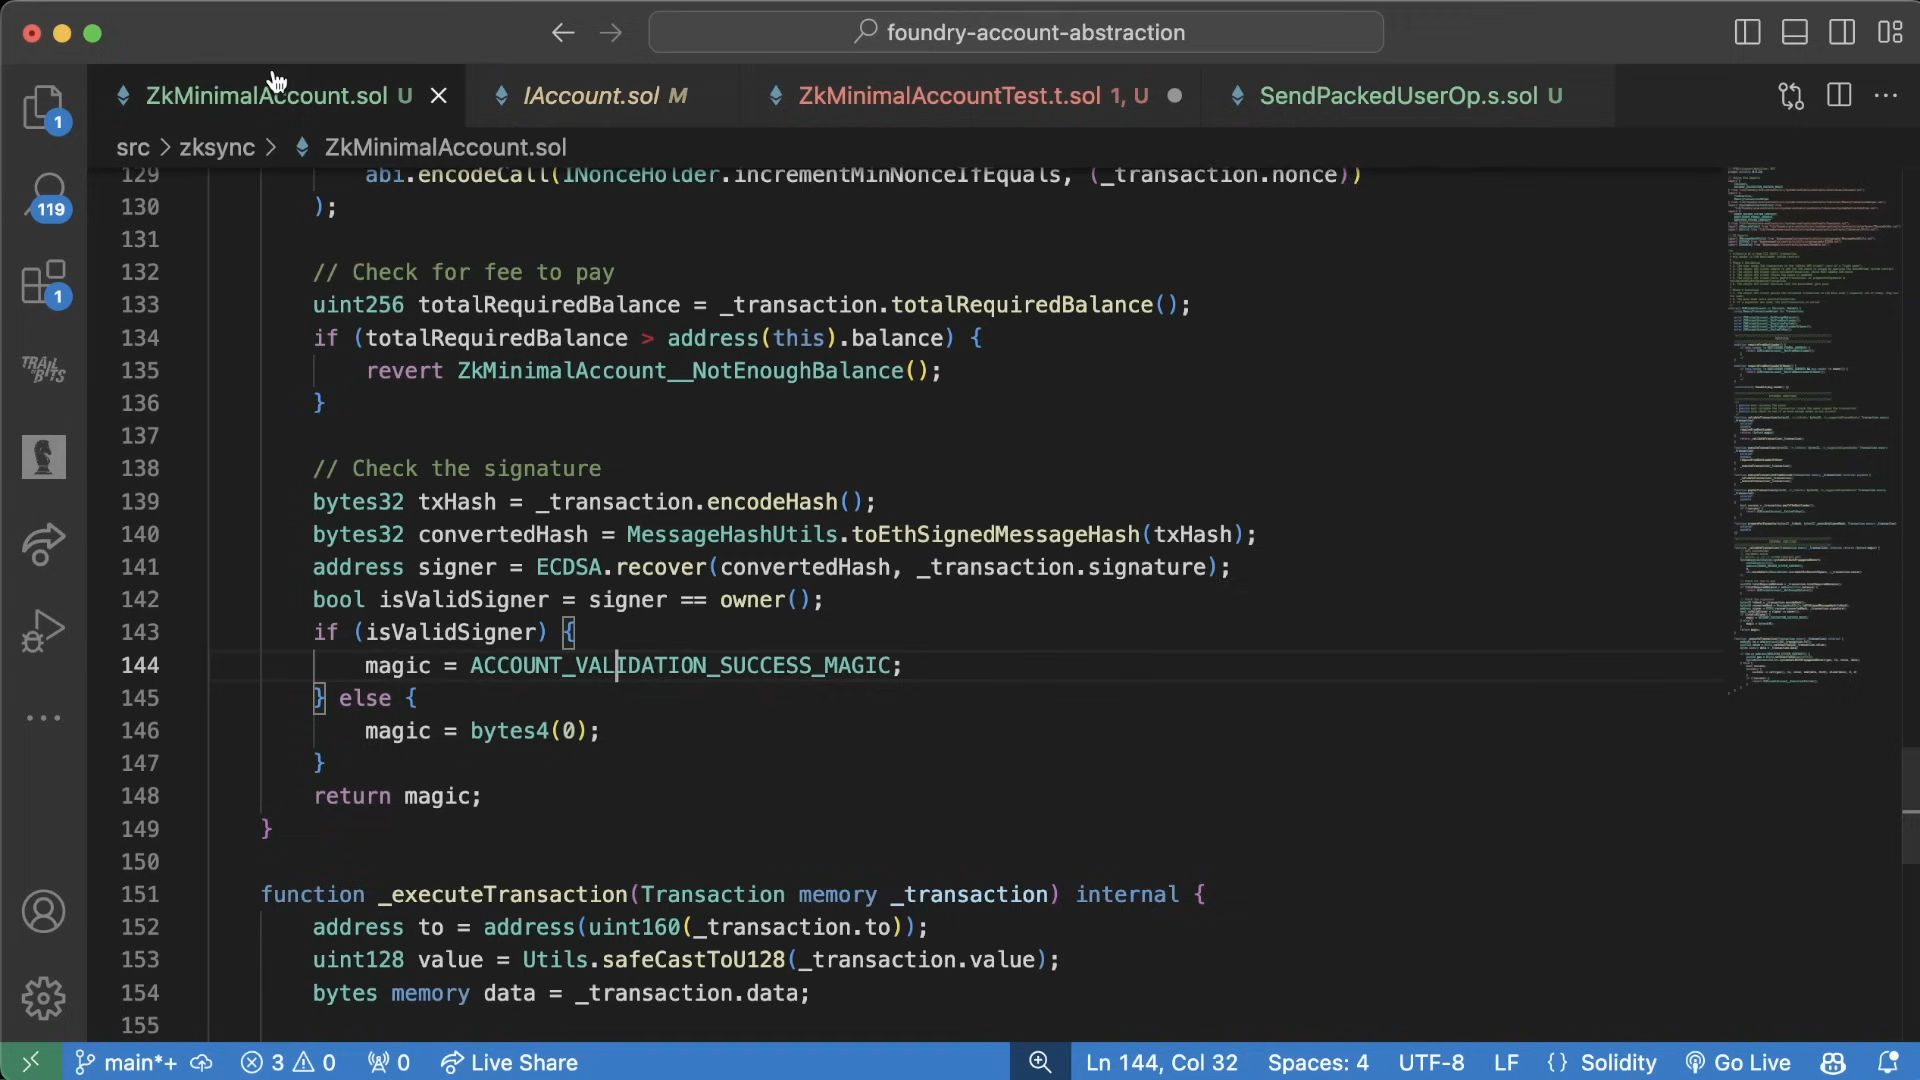 foundry-account-abstraction
ZkMinimalAccount.sol U
IAccount.sol M
ZkMinimalAccountTest.t.sol 1, U
SendPackedUserOp.s.sol U
src > zksync > ZkMinimalAccount.sol
1
119
1
TRAIL OF BITS
129 abi.encodeCall(INonceHolder.incrementMinNonceIfEquals, (_transaction.nonce))
130 );
131
132 // Check for fee to pay
133 uint256 totalRequiredBalance = _transaction.totalRequiredBalance();
134 if (totalRequiredBalance > address(this).balance) {
135 revert ZkMinimalAccount__NotEnoughBalance();
136 }
137
138 // Check the signature
139 bytes32 txHash = _transaction.encodeHash();
140 bytes32 convertedHash = MessageHashUtils.toEthSignedMessageHash(txHash);
141 address signer = ECDSA.recover(convertedHash, _transaction.signature);
142 bool isValidSigner = signer == owner();
143 if (isValidSigner) {
144 magic = ACCOUNT_VALIDATION_SUCCESS_MAGIC;
145 } else {
146 magic = bytes4(0);
147 }
148 return magic;
149 }
150
151 function _executeTransaction(Transaction memory _transaction) internal {
152 address to = address(uint160(_transaction.to));
153 uint128 value = Utils.safeCastToU128(_transaction.value);
154 bytes memory data = _transaction.data;
155
main*+ 3 0 0 Live Share Ln 144, Col 32 Spaces: 4 UTF-8 LF {} Solidity Go Live